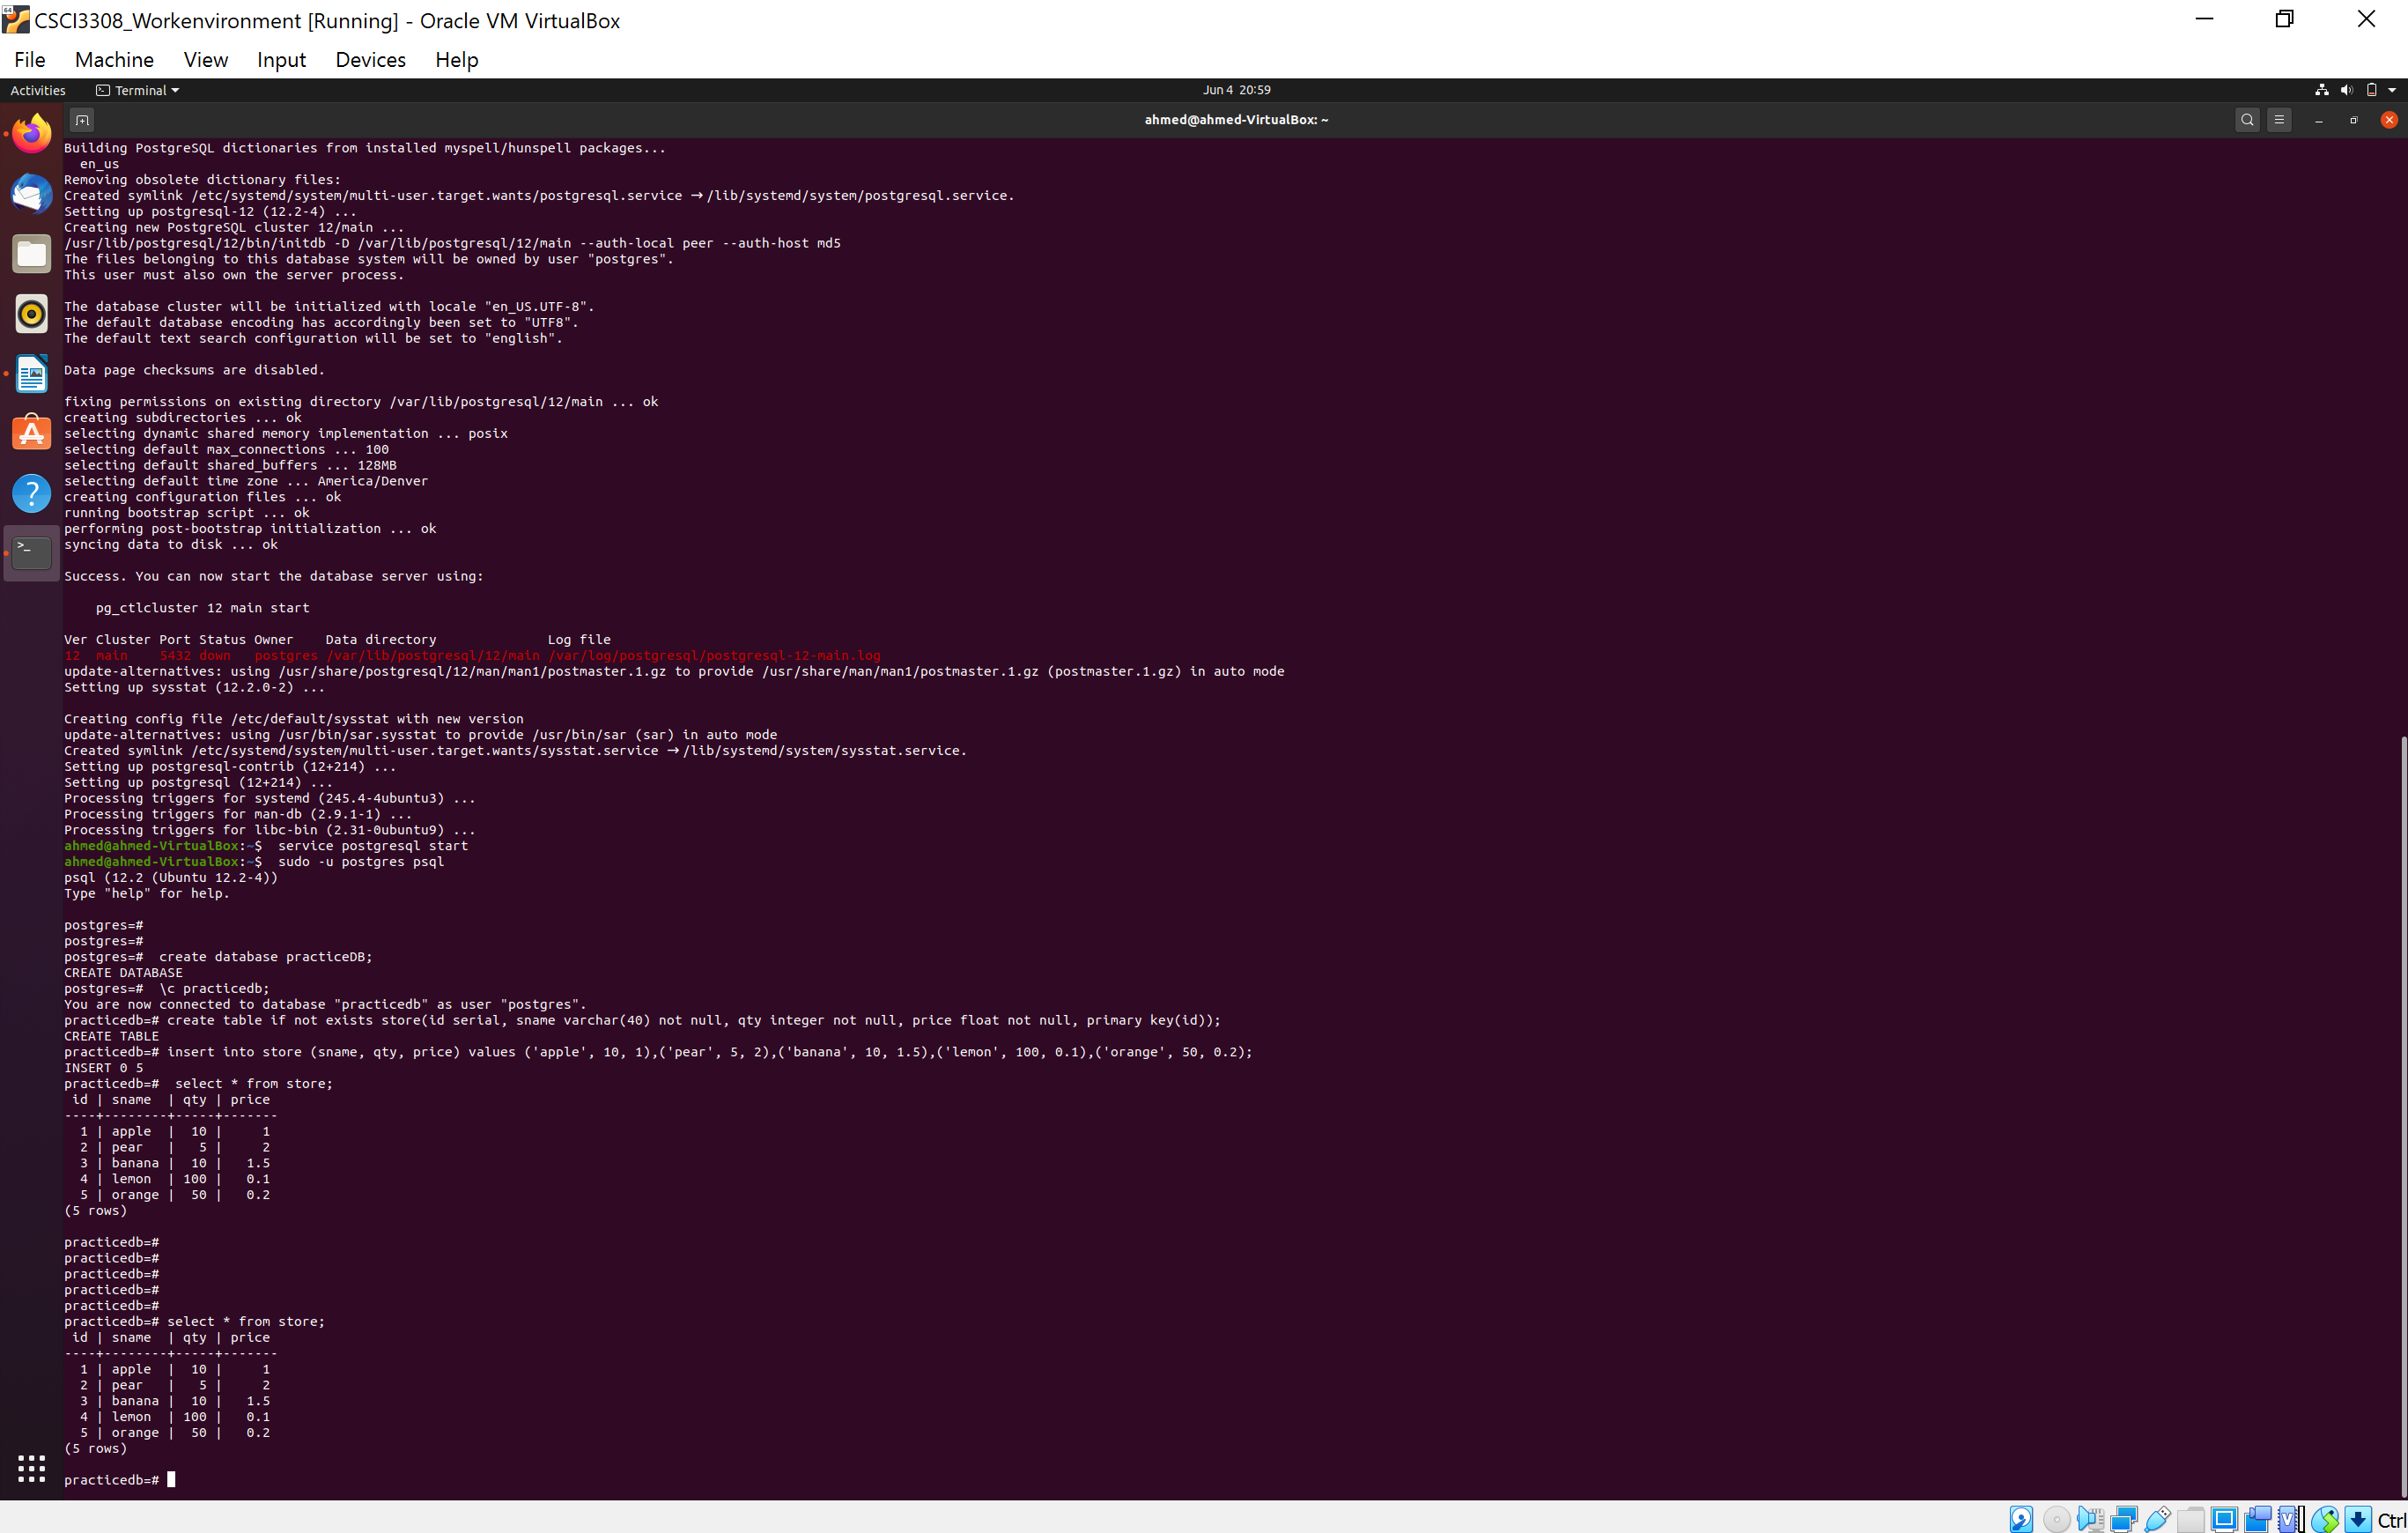 CSCI3308_Workenvironment [Running] - Oracle VM VirtualBox
File Machine View Input Devices Help
Activities Terminal Jun 4 20:59
ahmed@ahmed-VirtualBox: ~
Building PostgreSQL dictionaries from installed myspell/hunspell packages...
  en_us
Removing obsolete dictionary files:
Created symlink /etc/systemd/system/multi-user.target.wants/postgresql.service → /lib/systemd/system/postgresql.service.
Setting up postgresql-12 (12.2-4) ...
Creating new PostgreSQL cluster 12/main ...
/usr/lib/postgresql/12/bin/initdb -D /var/lib/postgresql/12/main --auth-local peer --auth-host md5
The files belonging to this database system will be owned by user "postgres".
This user must also own the server process.
The database cluster will be initialized with locale "en_US.UTF-8".
The default database encoding has accordingly been set to "UTF8".
The default text search configuration will be set to "english".
Data page checksums are disabled.
fixing permissions on existing directory /var/lib/postgresql/12/main ... ok
creating subdirectories ... ok
selecting dynamic shared memory implementation ... posix
selecting default max_connections ... 100
selecting default shared_buffers ... 128MB
selecting default time zone ... America/Denver
creating configuration files ... ok
running bootstrap script ... ok
performing post-bootstrap initialization ... ok
syncing data to disk ... ok
Success. You can now start the database server using:
    pg_ctlcluster 12 main start
Ver Cluster Port Status Owner    Data directory              Log file
12  main    5432 down   postgres /var/lib/postgresql/12/main /var/log/postgresql/postgresql-12-main.log
update-alternatives: using /usr/share/postgresql/12/man/man1/postmaster.1.gz to provide /usr/share/man/man1/postmaster.1.gz (postmaster.1.gz) in auto mode
Setting up sysstat (12.2.0-2) ...
Creating config file /etc/default/sysstat with new version
update-alternatives: using /usr/bin/sar.sysstat to provide /usr/bin/sar (sar) in auto mode
Created symlink /etc/systemd/system/multi-user.target.wants/sysstat.service → /lib/systemd/system/sysstat.service.
Setting up postgresql-contrib (12+214) ...
Setting up postgresql (12+214) ...
Processing triggers for systemd (245.4-4ubuntu3) ...
Processing triggers for man-db (2.9.1-1) ...
Processing triggers for libc-bin (2.31-0ubuntu9) ...
ahmed@ahmed-VirtualBox:~$  service postgresql start
ahmed@ahmed-VirtualBox:~$  sudo -u postgres psql
psql (12.2 (Ubuntu 12.2-4))
Type "help" for help.
postgres=#
postgres=#
postgres=#  create database practiceDB;
CREATE DATABASE
postgres=#  \c practicedb;
You are now connected to database "practicedb" as user "postgres".
practicedb=# create table if not exists store(id serial, sname varchar(40) not null, qty integer not null, price float not null, primary key(id));
CREATE TABLE
practicedb=# insert into store (sname, qty, price) values ('apple', 10, 1),('pear', 5, 2),('banana', 10, 1.5),('lemon', 100, 0.1),('orange', 50, 0.2);
INSERT 0 5
practicedb=#  select * from store;
 id | sname  | qty | price
----+--------+-----+-------
  1 | apple  |  10 |     1
  2 | pear   |   5 |     2
  3 | banana |  10 |   1.5
  4 | lemon  | 100 |   0.1
  5 | orange |  50 |   0.2
(5 rows)
practicedb=#
practicedb=#
practicedb=#
practicedb=#
practicedb=#
practicedb=# select * from store;
 id | sname  | qty | price
----+--------+-----+-------
  1 | apple  |  10 |     1
  2 | pear   |   5 |     2
  3 | banana |  10 |   1.5
  4 | lemon  | 100 |   0.1
  5 | orange |  50 |   0.2
(5 rows)
practicedb=#
Ctrl